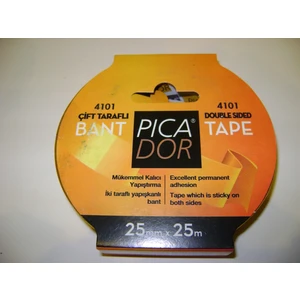 4101
ÇİFT TARAFLI
BANT
PICA
DOR
4101
DOUBLE SIDED
TAPE
Mükemmel Kalıcı
Yapıştırma
İki taraflı yapışkanlı
bant
Excellent permanent
adhesion
Tape which is sticky on
both sides
25mm x 25m